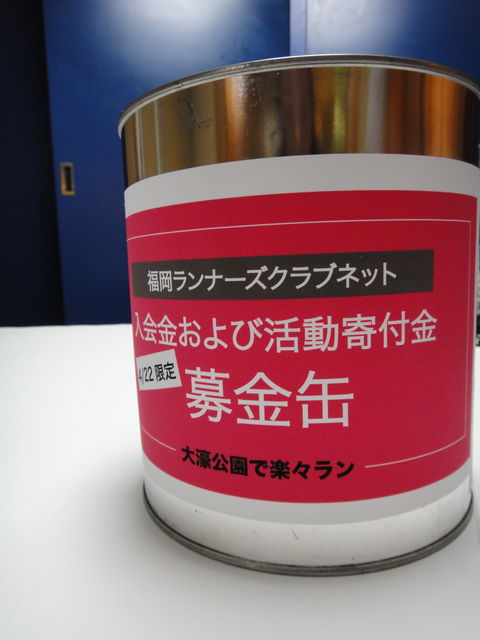 福岡ランナーズクラブネット
入会金および活動寄付金
4/22 限定
募金缶
大濠公園で楽々ラン